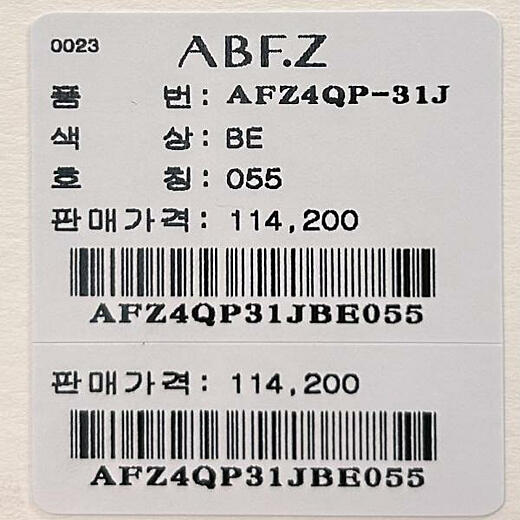 0023 ABF.Z
품 번: AFZ4QP-31J
색 상: BE
호 칭: 055
판매가격: 114,200
AFZ4QP31JBE055
판매가격: 114,200
AFZ4QP31JBE055